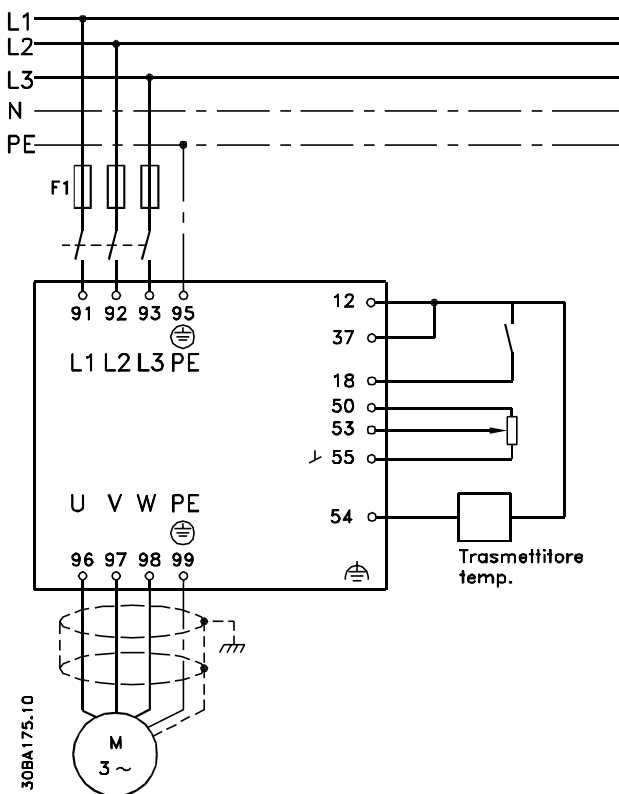 L1
L2
L3
N
PE
F1
91 92 93 95
L1 L2 L3 PE
12
37
18
50
53
55
54
U V W PE
96 97 98 99
Trasmettitore
temp.
M
3 ~
30BA175.10